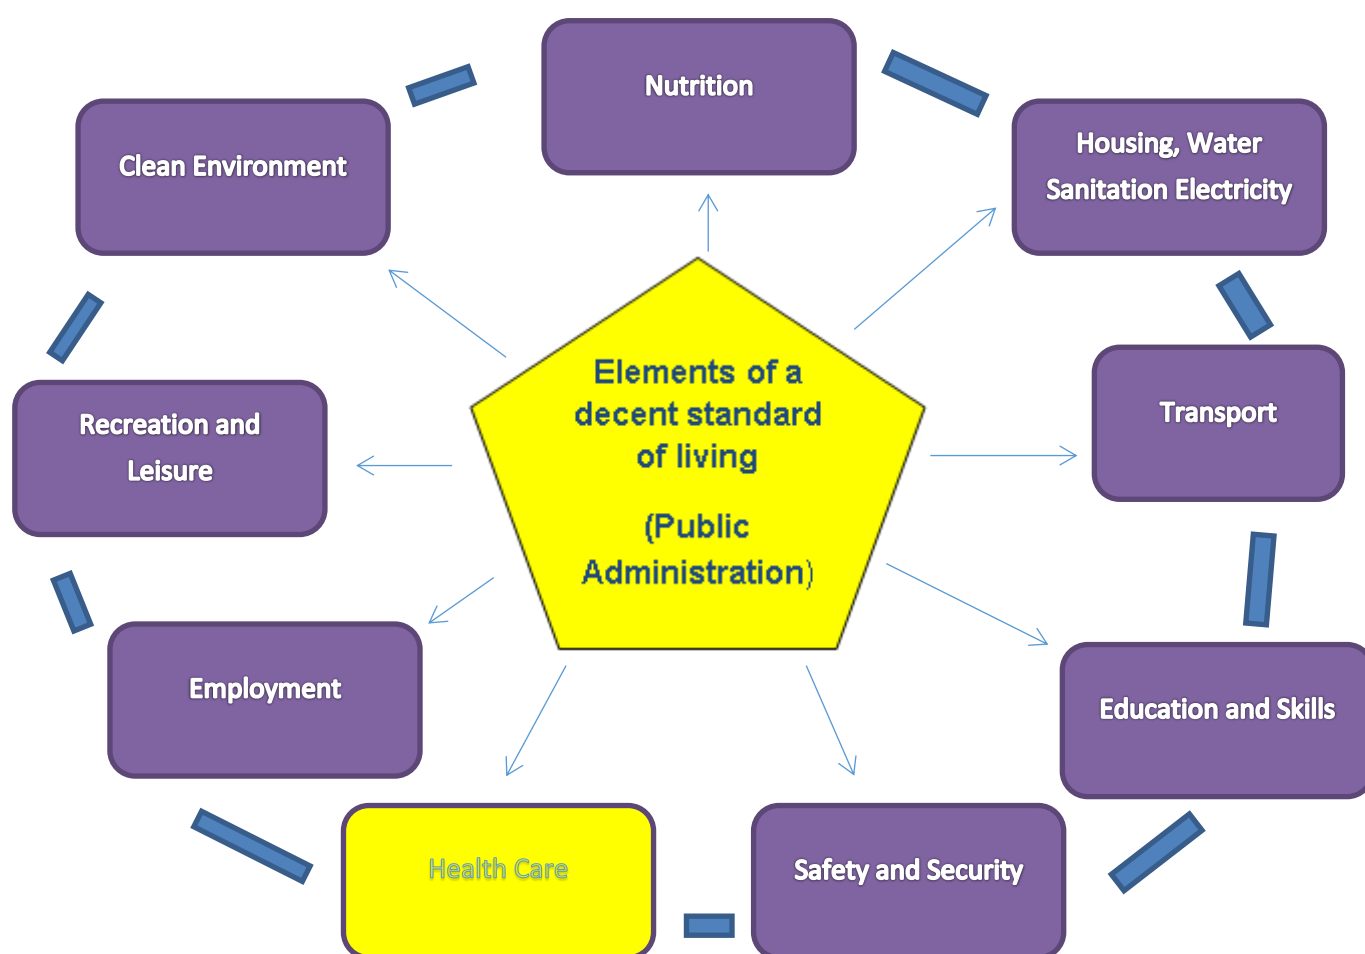 Nutrition
Clean Environment
Housing, Water
Sanitation Electricity
Elements of a
decent standard
of living
(Public
Administration)
Recreation and
Leisure
Transport
Employment
Education and Skills
Health Care
Safety and Security